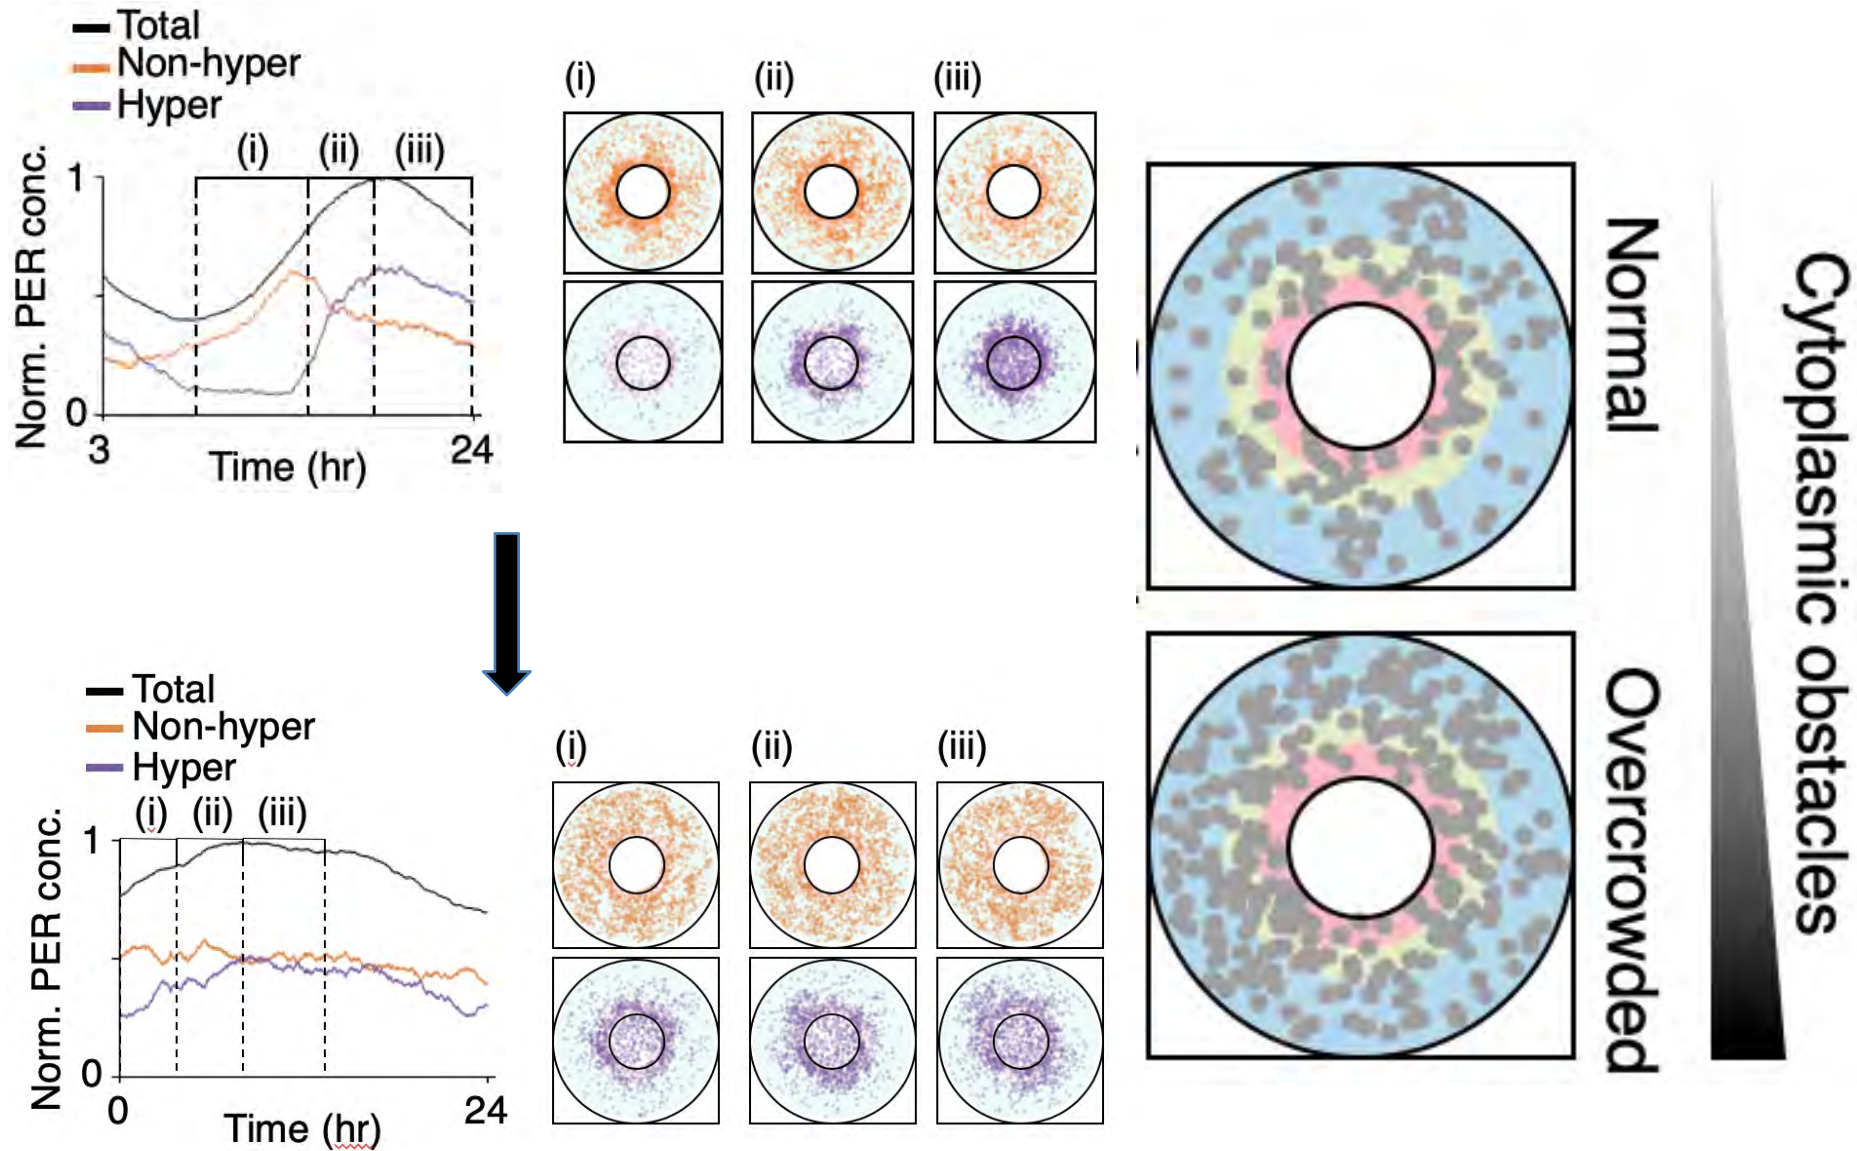 Total
Non-hyper
Hyper
(i) (ii) (iii)
Norm. PER conc.
1
0
3 24
Time (hr)
(i) (ii) (iii)
Normal
Overcrowded
Cytoplasmic obstacles
Total
Non-hyper
Hyper
(i) (ii) (iii)
Norm. PER conc.
1
0
0 24
Time (hr)
(i) (ii) (iii)